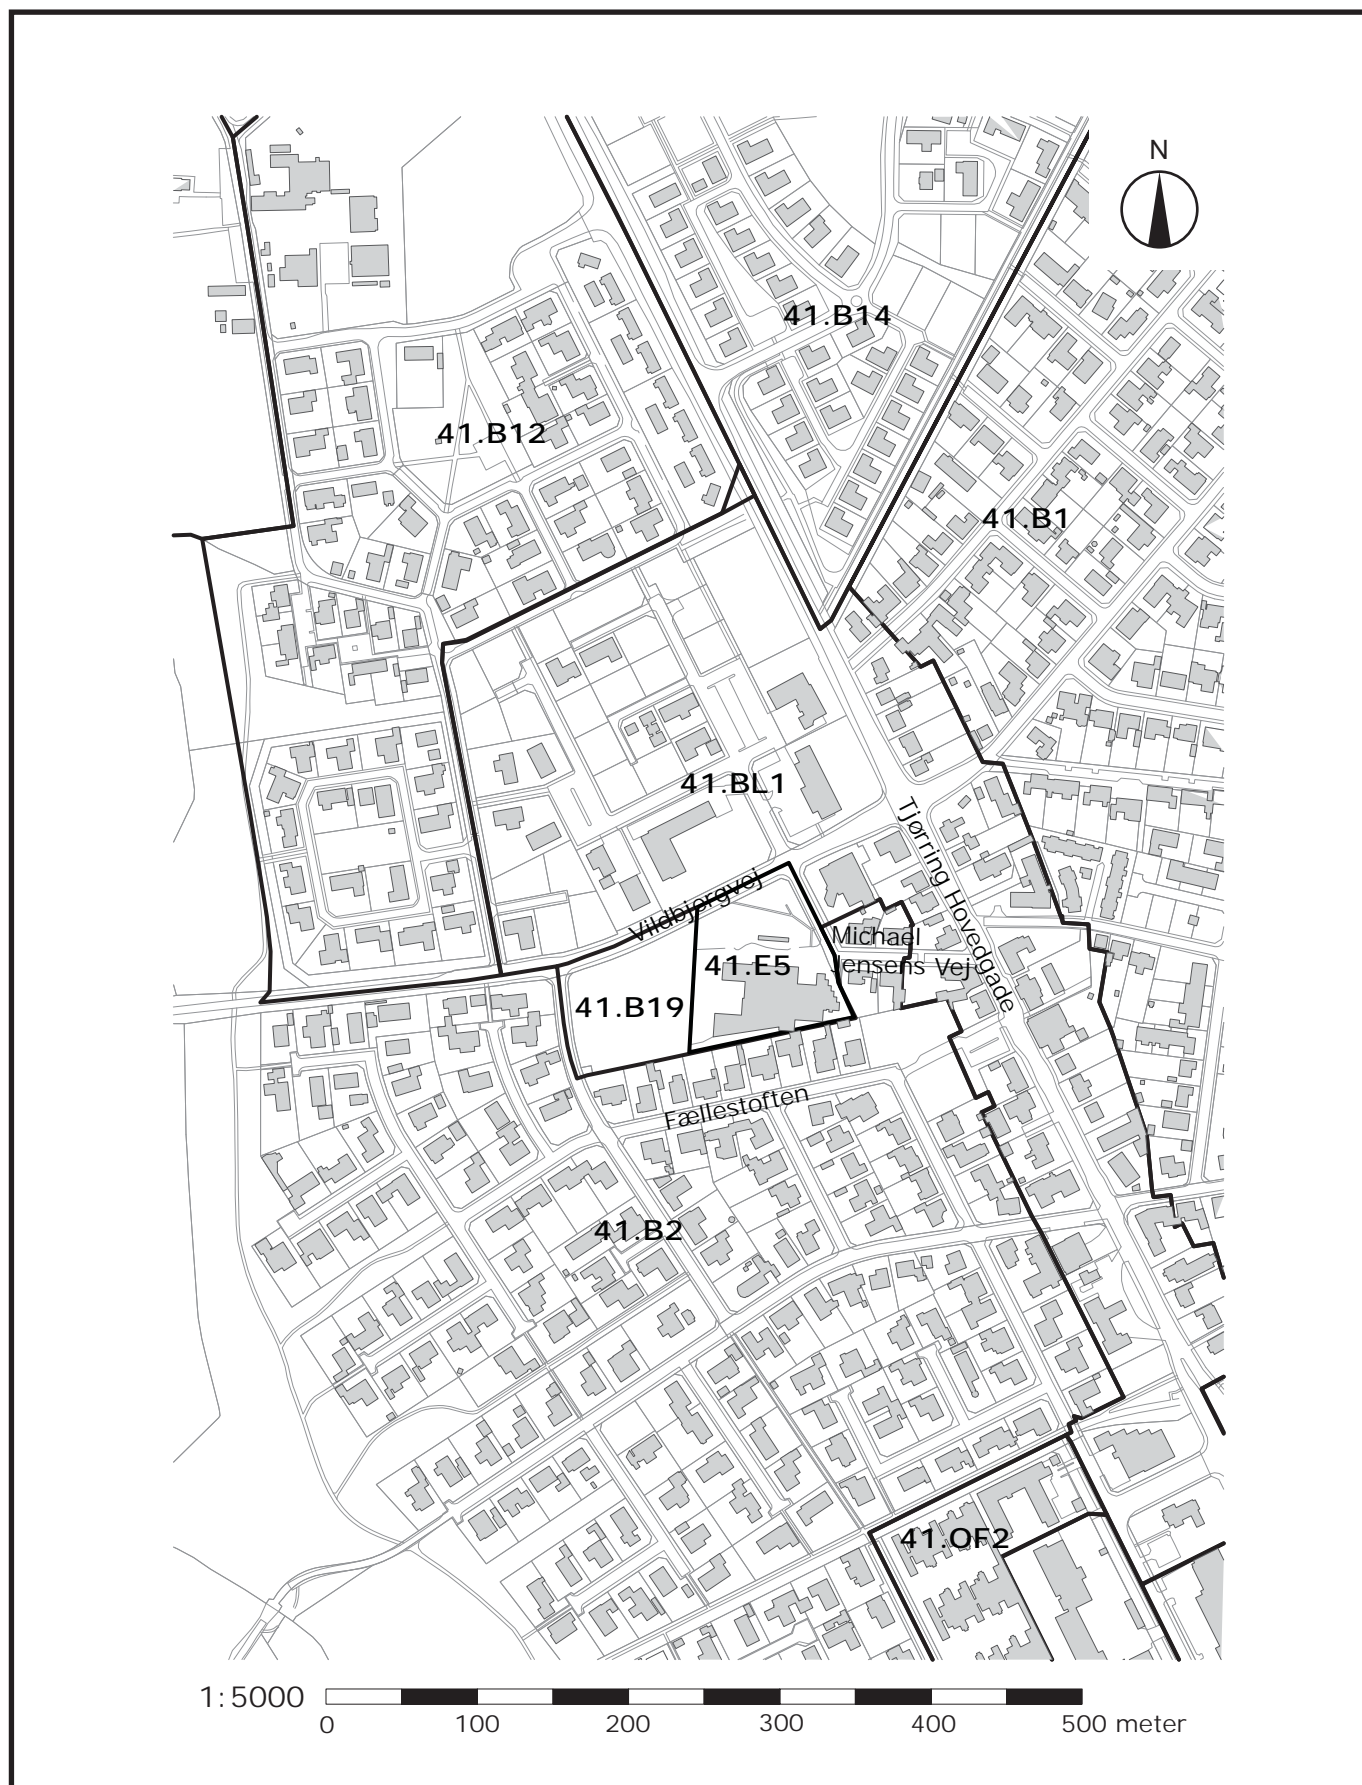 N
41.B14
41.B12
41.B1
41.BL1
Tjørring Hovedgade
Vildbjergvej
Michael
Jensens Vej
41.E5
41.B19
Fællestoften
41.B2
41.OF2
1:5000
0 100 200 300 400 500 meter